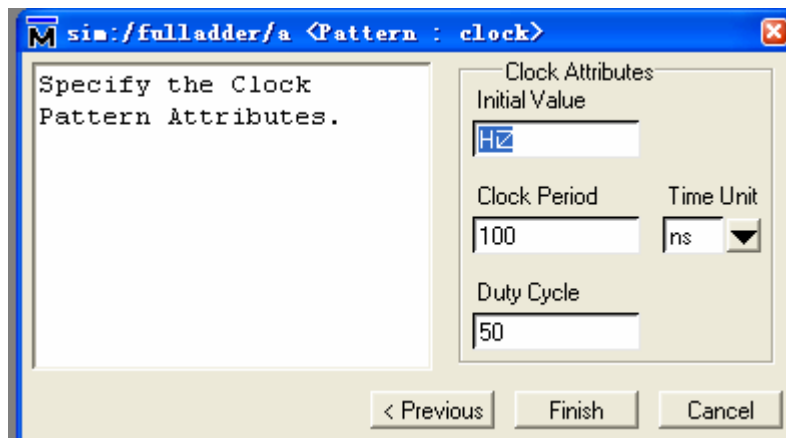 sim:/fulladder/a <Pattern : clock>
Specify the Clock
Pattern Attributes.
Clock Attributes
Initial Value
HiZ
Clock Period
Time Unit
100
ns
Duty Cycle
50
< Previous
Finish
Cancel